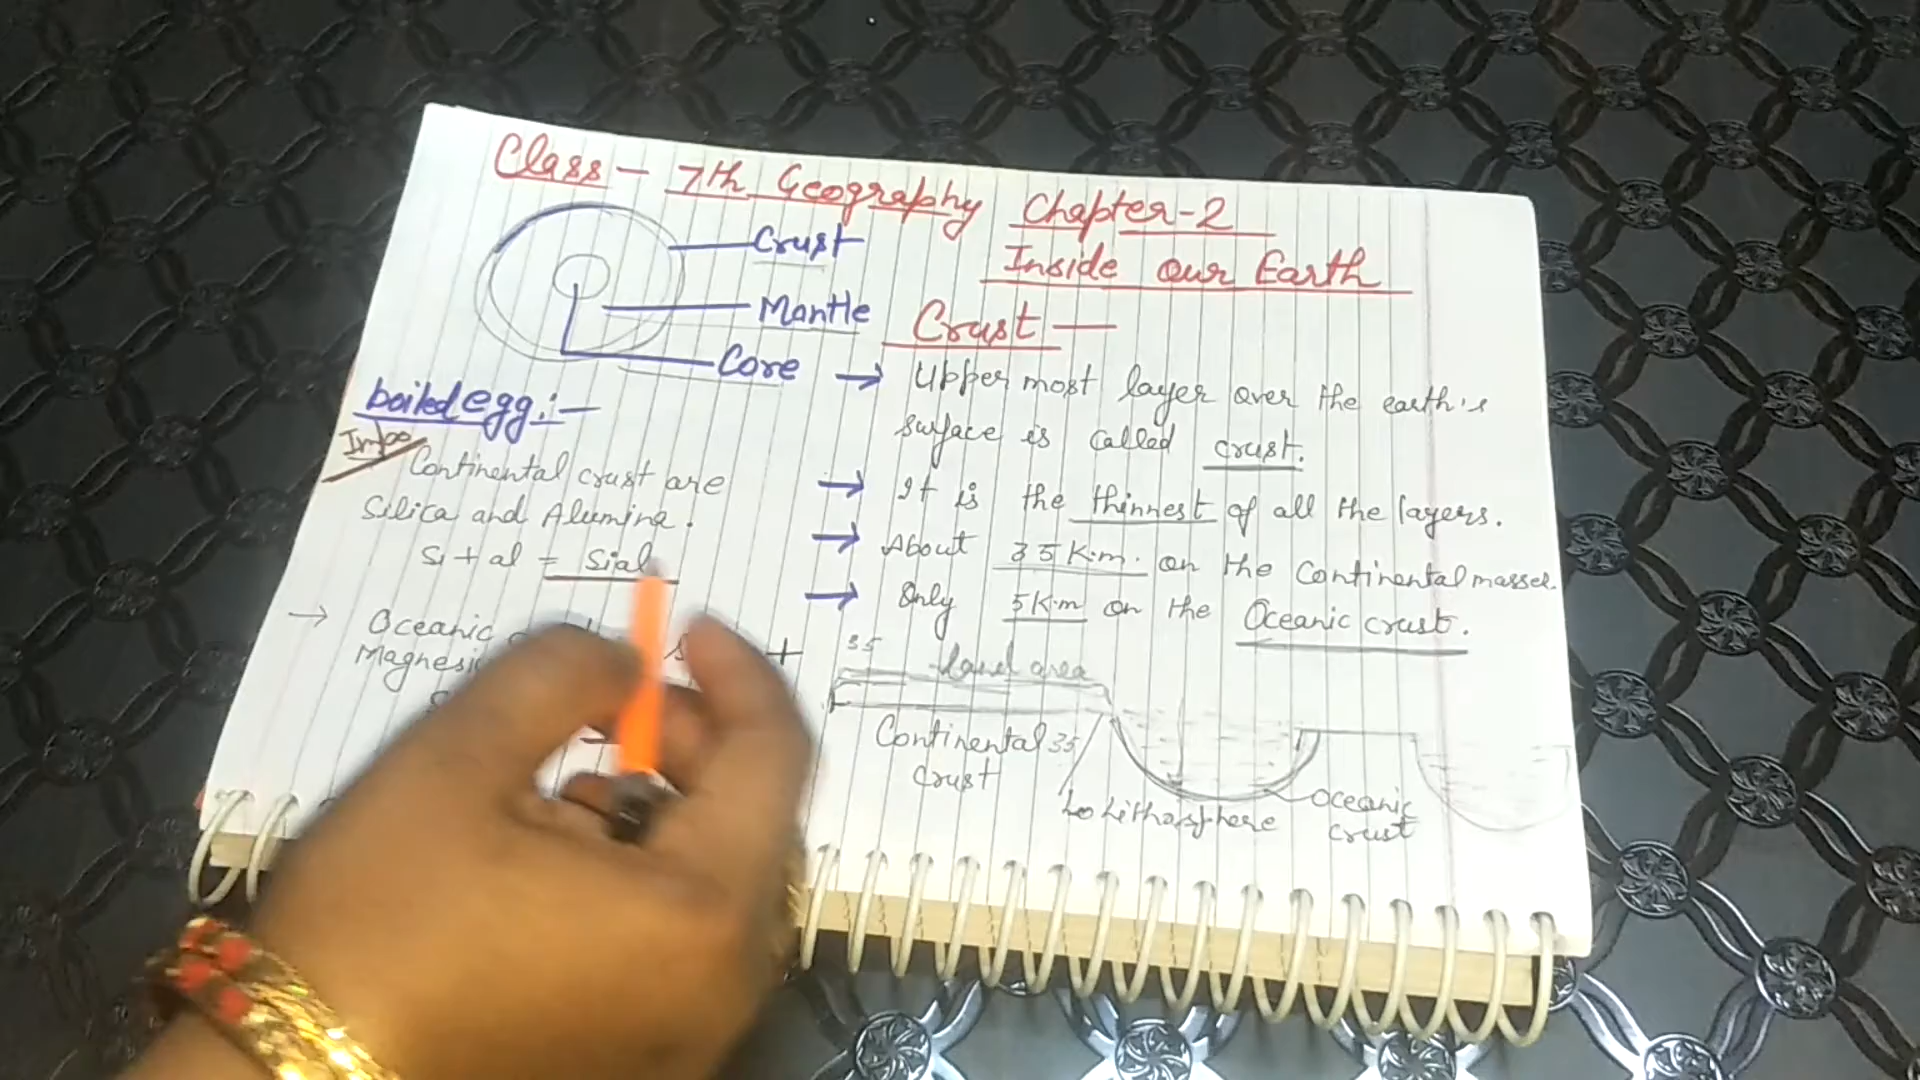 Class - 7th Geography Chapter-2
Inside Our Earth
Crust
Mantle
Core
boiled egg :-
Imp
Continental crust are
Silica and Alumina.
Si + al = Sial
→ Oceanic
+
Crust —
→ Upper most layer over the earth's
surface is called crust.
→ It is the thinnest of all the layers.
→ About 35 K.m. on the Continental masses.
→ Only 5 K.m on the Oceanic crust.
35
land area
Continental 35
crust
Lithosphere
Oceanic
crust